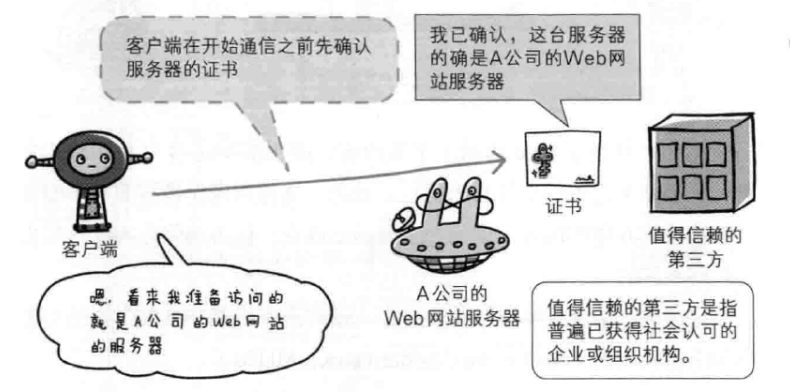 客户端在开始通信之前先确认
服务器的证书
我已确认，这台服务器
的确是A公司的Web网
站服务器
证书
客户端
值得信赖的
第三方
嗯，看来我准备访问的
就是A公司的Web网站
的服务器
A公司的
Web网站服务器
值得信赖的第三方是指
普遍已获得社会认可的
企业或组织机构。